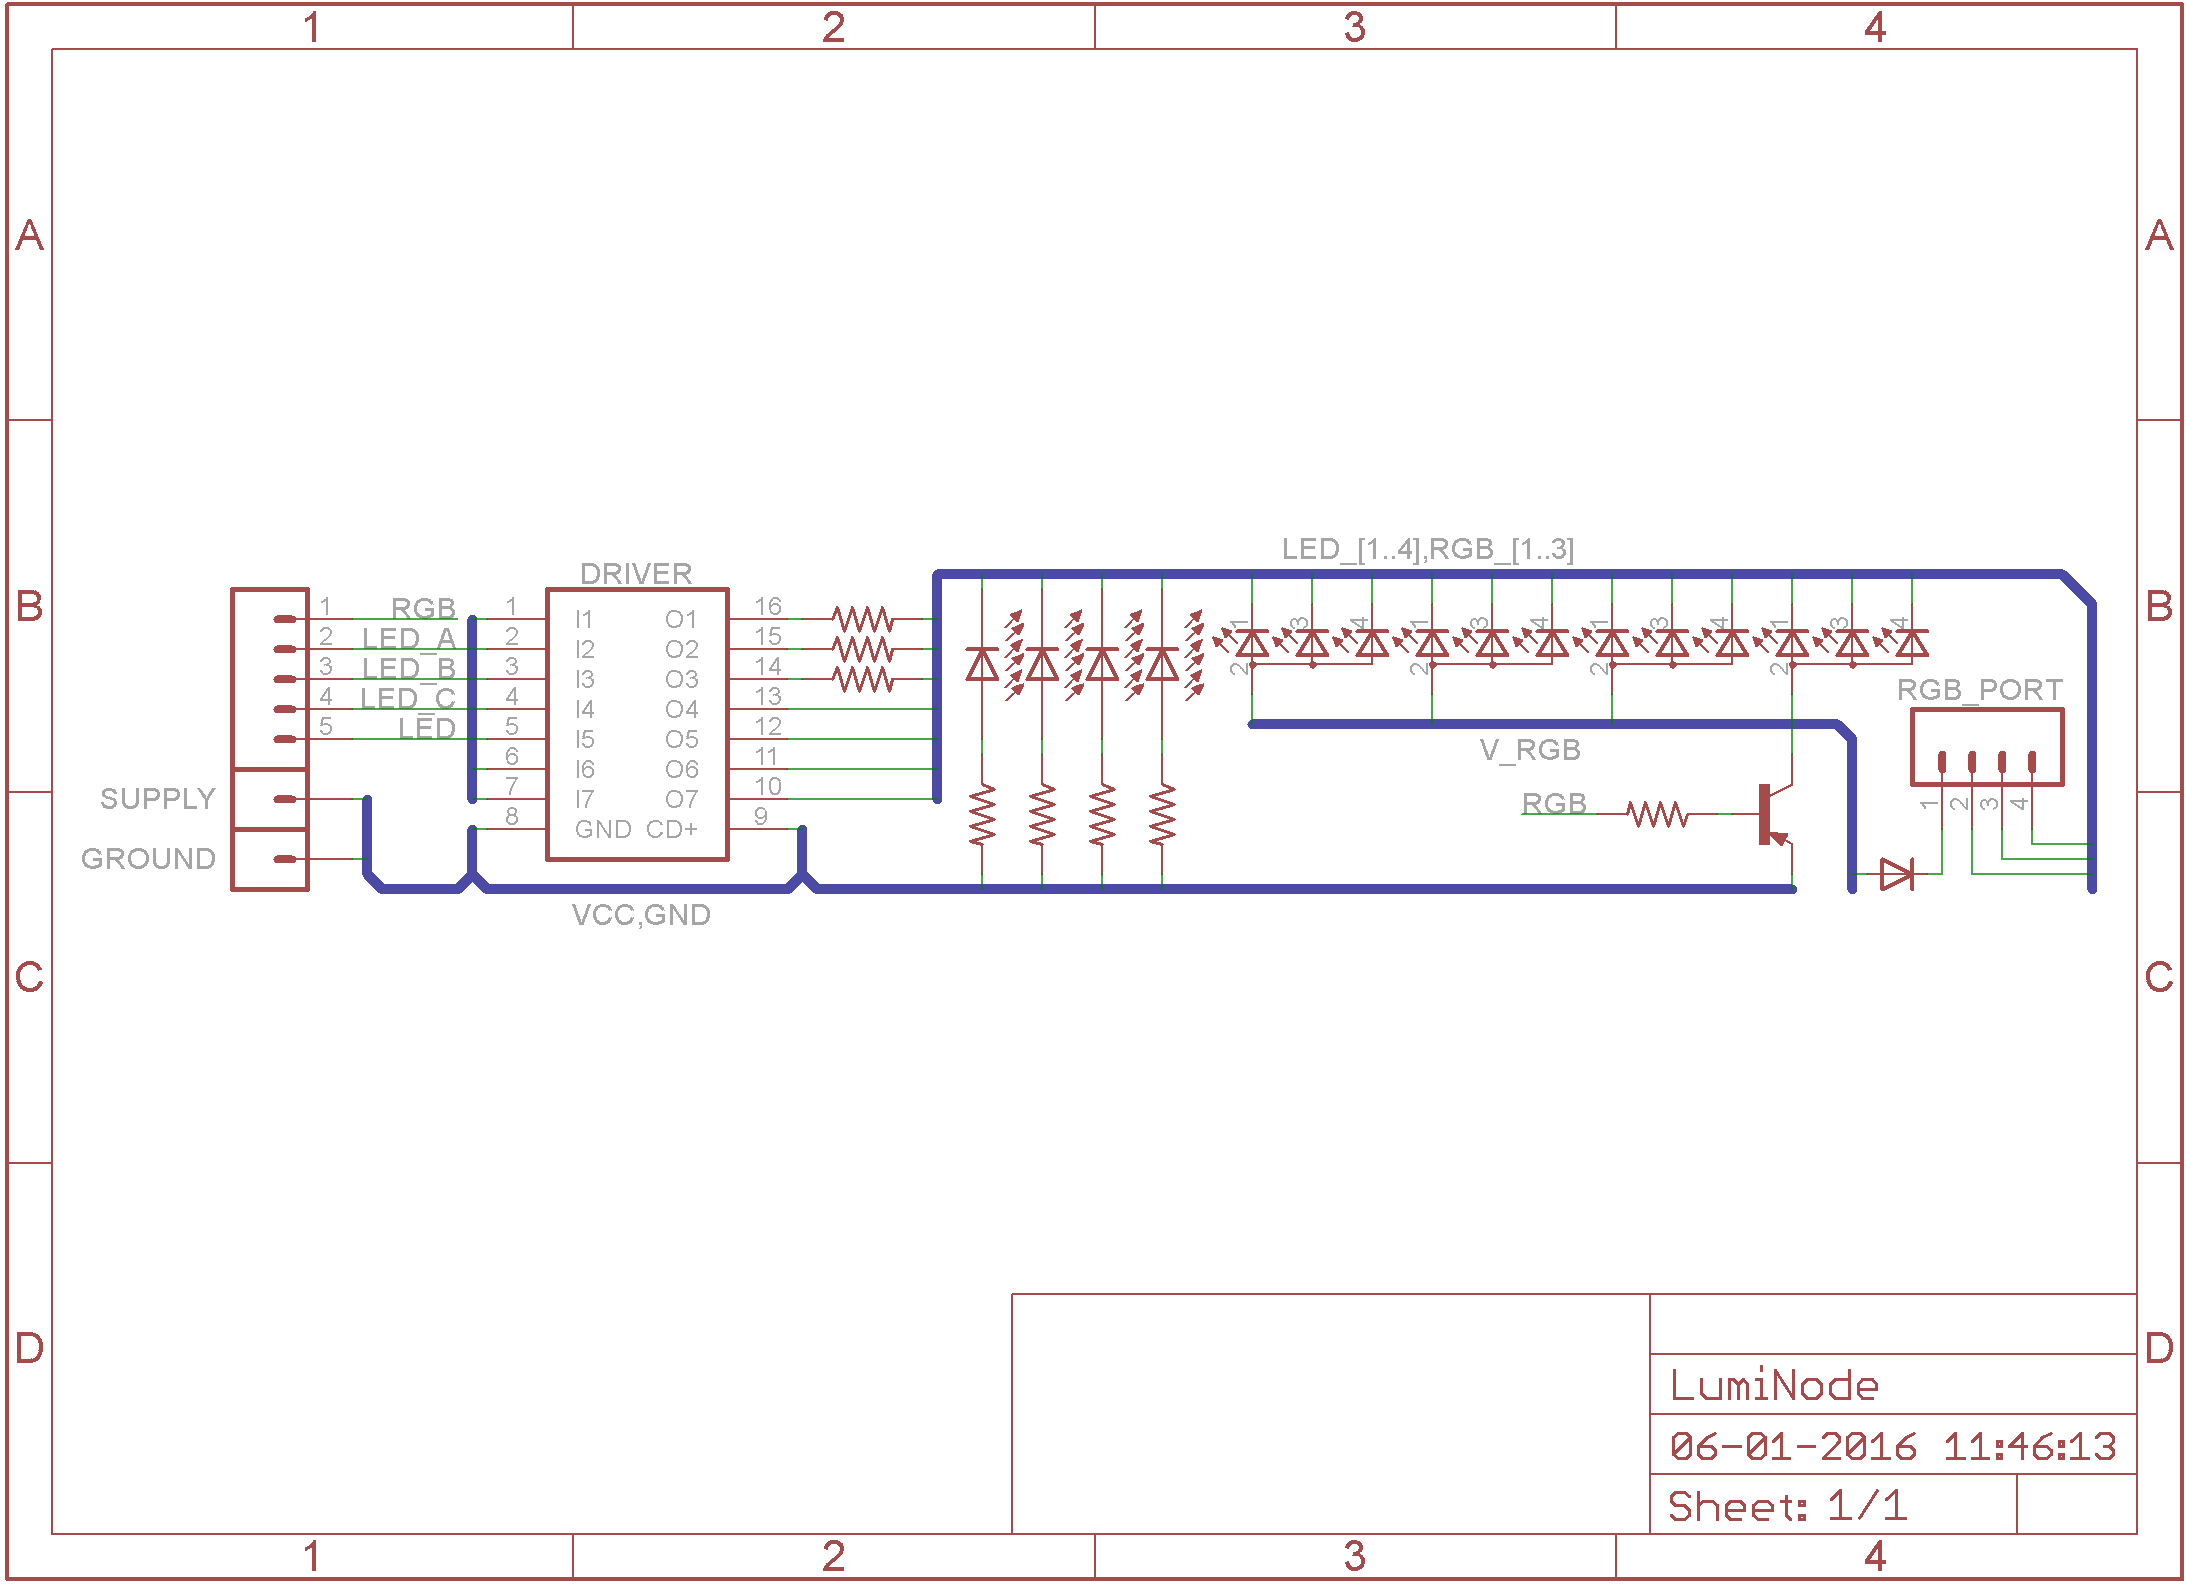 1 2 3 4
A A
LED_[1..4],RGB_[1..3]
DRIVER
B B
1 RGB 1 I1 O1 16
2 LED_A 2 I2 O2 15
3 LED_B 3 I3 O3 14
4 LED_C 4 I4 O4 13
5 LED 5 I5 O5 12
6 I6 O6 11
7 I7 O7 10
8 GND CD+ 9
1 3 4 1 3 4 1 3 4 1 3 4
2 2 2 2
RGB_PORT
V_RGB
SUPPLY
RGB
1 2 3 4
GROUND
VCC,GND
C C
D D
LumiNode
06-01-2016 11:46:13
Sheet: 1/1
1 2 3 4